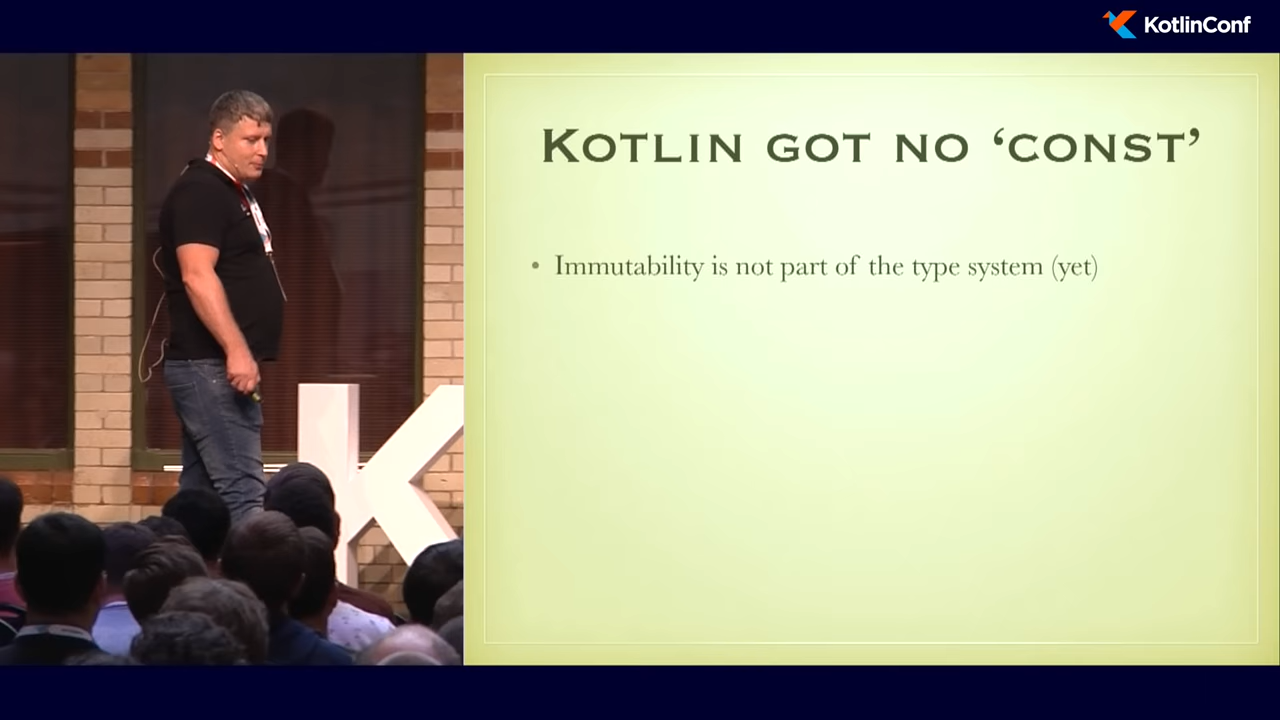 KotlinConf
KOTLIN GOT NO ‘CONST’
• Immutability is not part of the type system (yet)
K